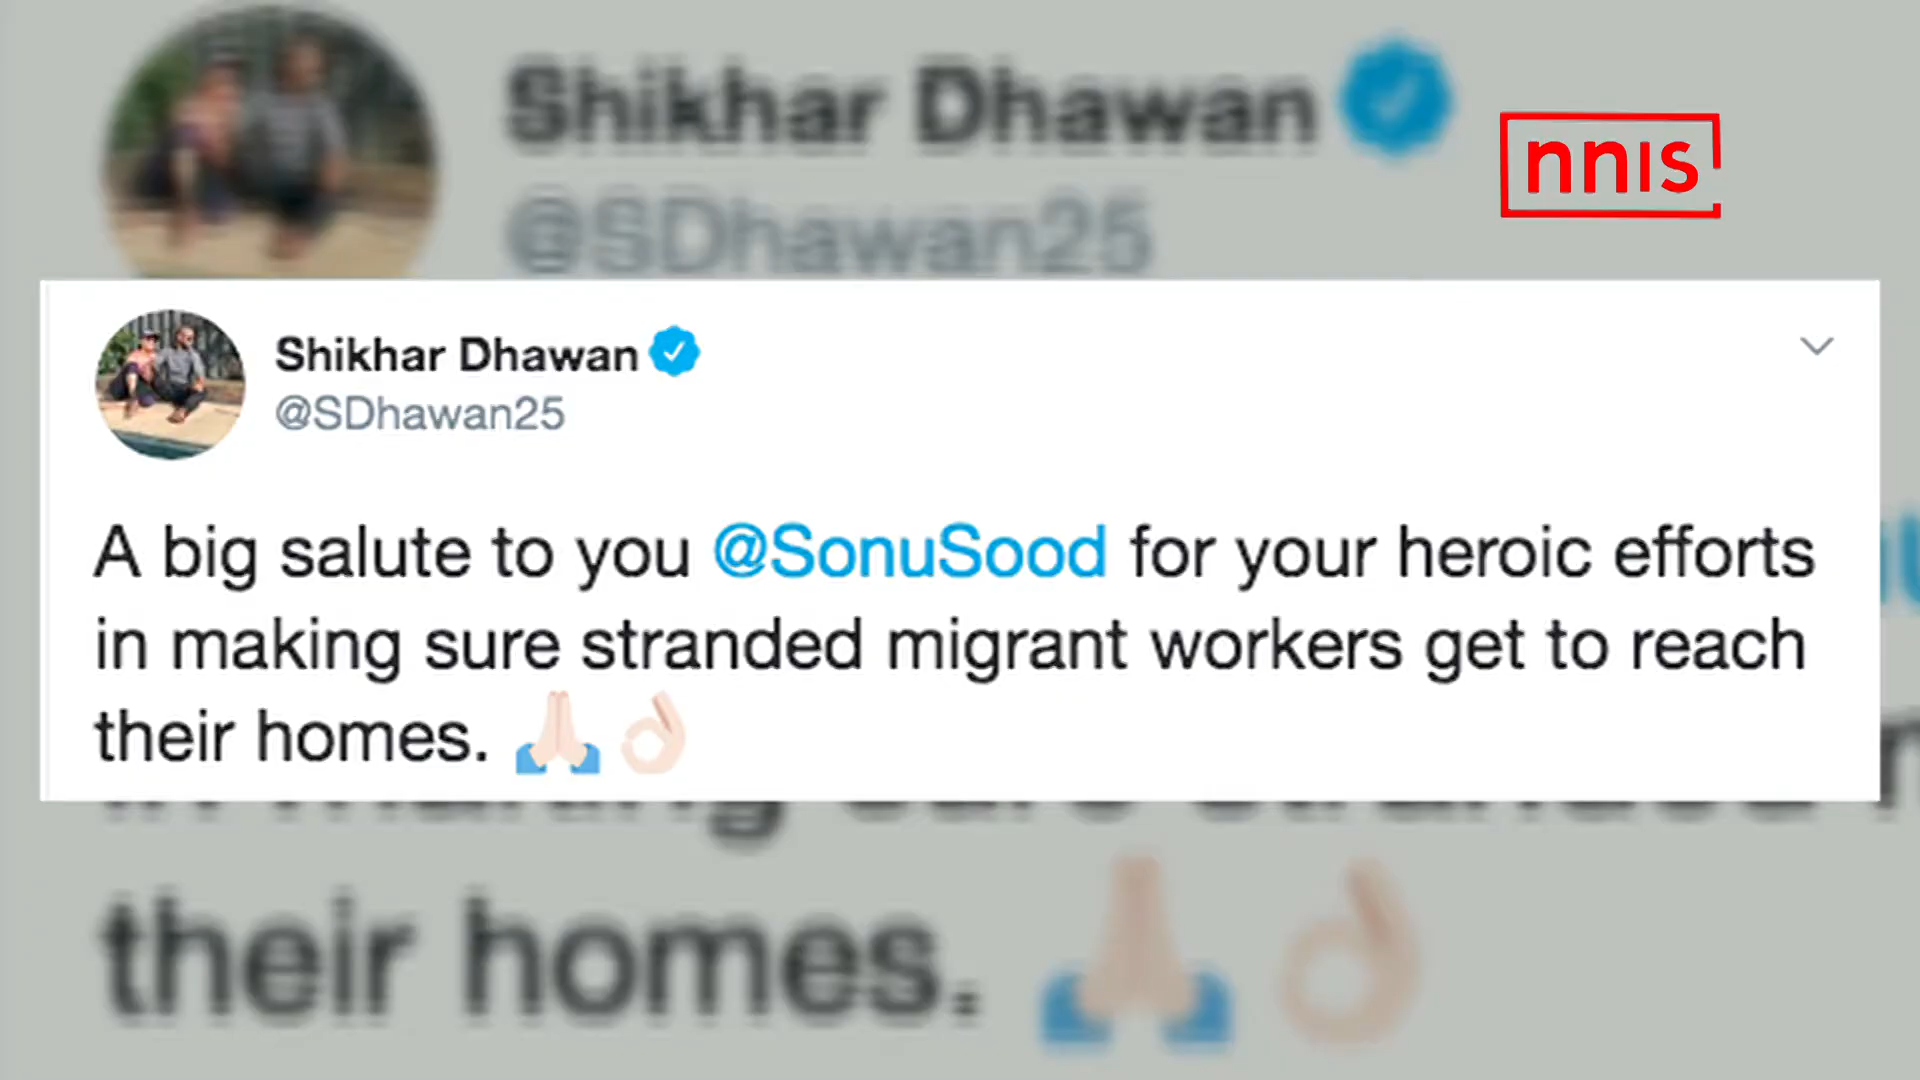 Shikhar Dhawan
@SDhawan25
nnis
Shikhar Dhawan
@SDhawan25
A big salute to you @SonuSood for your heroic efforts
in making sure stranded migrant workers get to reach
their homes. 🙏🏻👌🏻
their homes. 🙏🏻👌🏻